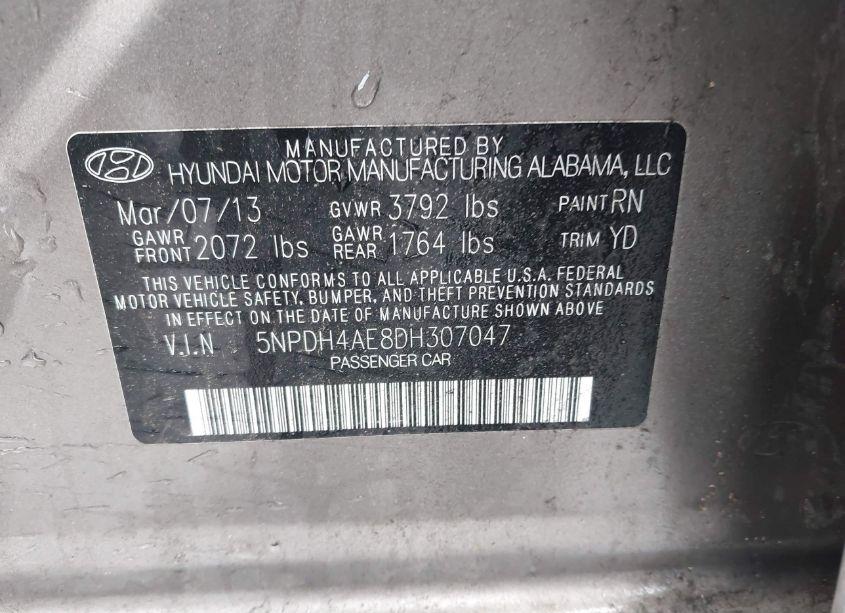 MANUFACTURED BY
HYUNDAI MOTOR MANUFACTURING ALABAMA, LLC
Mar/07/13 GVWR 3792 lbs PAINT RN
GAWR FRONT 2072 lbs GAWR REAR 1764 lbs TRIM YD
THIS VEHICLE CONFORMS TO ALL APPLICABLE U.S.A. FEDERAL
MOTOR VEHICLE SAFETY, BUMPER, AND THEFT PREVENTION STANDARDS
IN EFFECT ON THE DATE OF MANUFACTURE SHOWN ABOVE
V.I.N 5NPDH4AE8DH307047
PASSENGER CAR